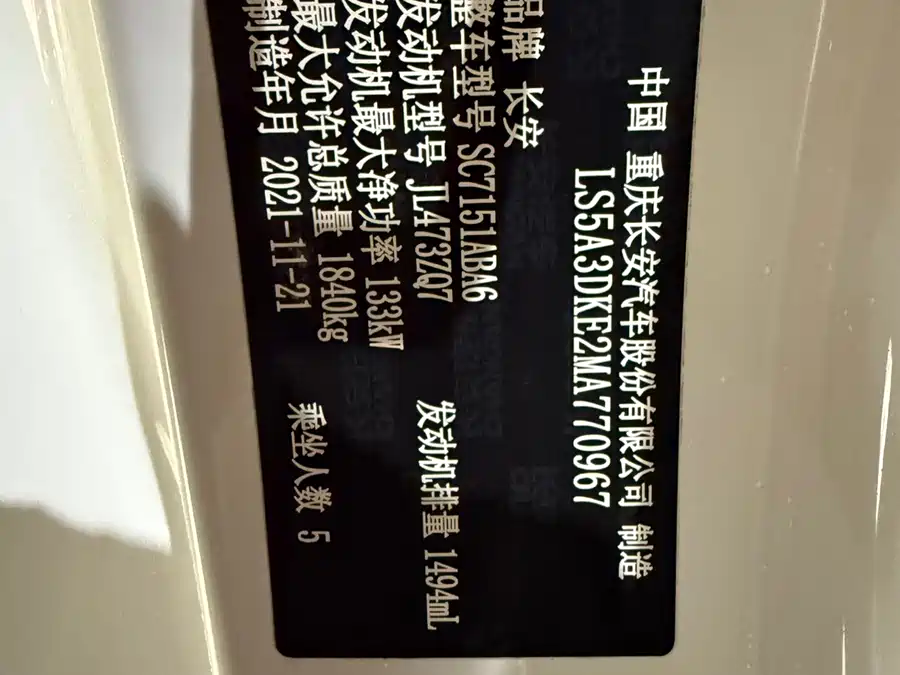 中国 重庆长安汽车股份有限公司 制造
LS5A3DKE2MA770967
品牌 长安
整车型号 SC7151ABA6
发动机型号 JL473ZQ7 发动机排量 1494mL
发动机最大净功率 133kW
最大允许总质量 1840kg
制造年月 2021-11-21 乘坐人数 5